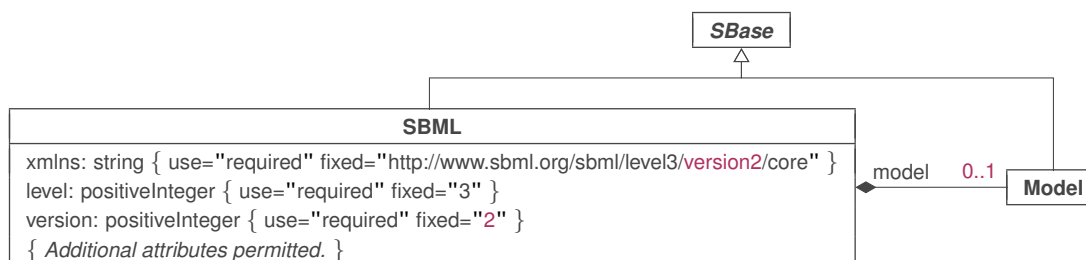 SBase
SBML
xmlns: string { use="required" fixed="http://www.sbml.org/sbml/level3/version2/core" }
level: positiveInteger { use="required" fixed="3" }
version: positiveInteger { use="required" fixed="2" }
{ Additional attributes permitted. }
model 0..1
Model